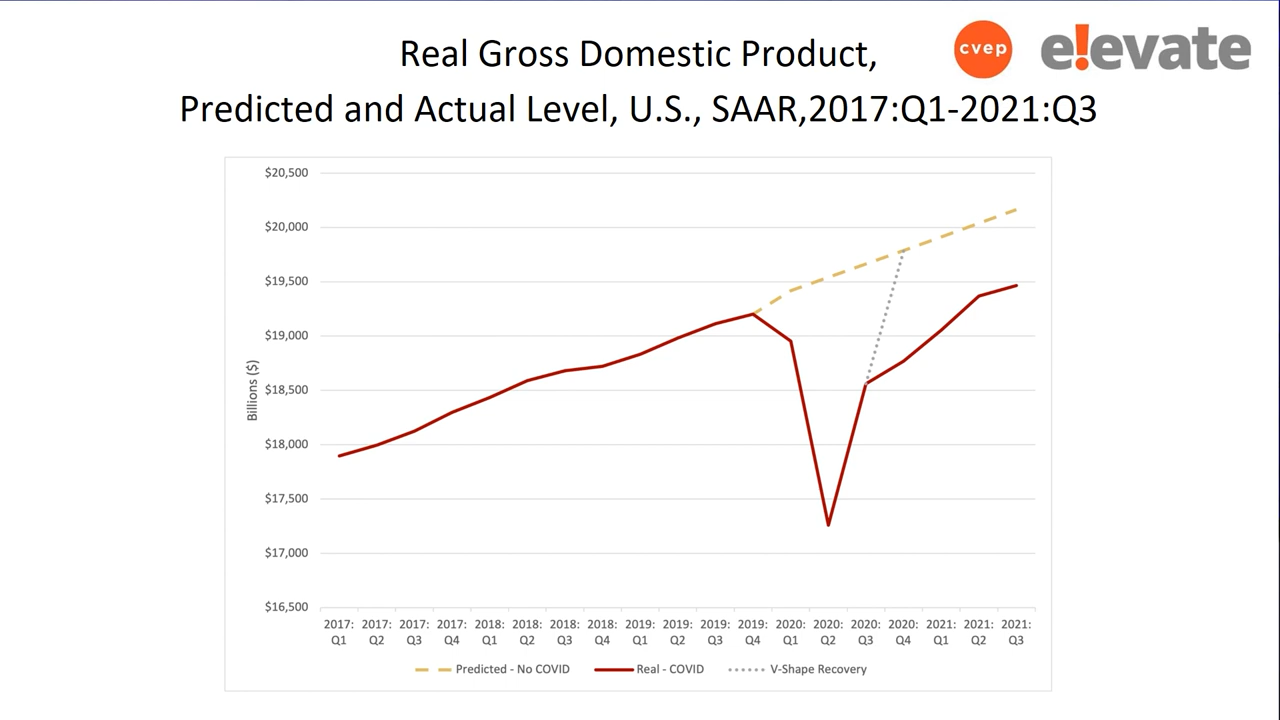 Real Gross Domestic Product,
Predicted and Actual Level, U.S., SAAR,2017:Q1-2021:Q3
cvep
e!evate
$20,500
$20,000
$19,500
$19,000
$18,500
$18,000
$17,500
$17,000
$16,500
Billions ($)
2017: 2017: 2017: 2017: 2018: 2018: 2018: 2018: 2019: 2019: 2019: 2019: 2020: 2020: 2020: 2020: 2021: 2021: 2021:
Q1 Q2 Q3 Q4 Q1 Q2 Q3 Q4 Q1 Q2 Q3 Q4 Q1 Q2 Q3 Q4 Q1 Q2 Q3
Predicted - No COVID Real - COVID V-Shape Recovery